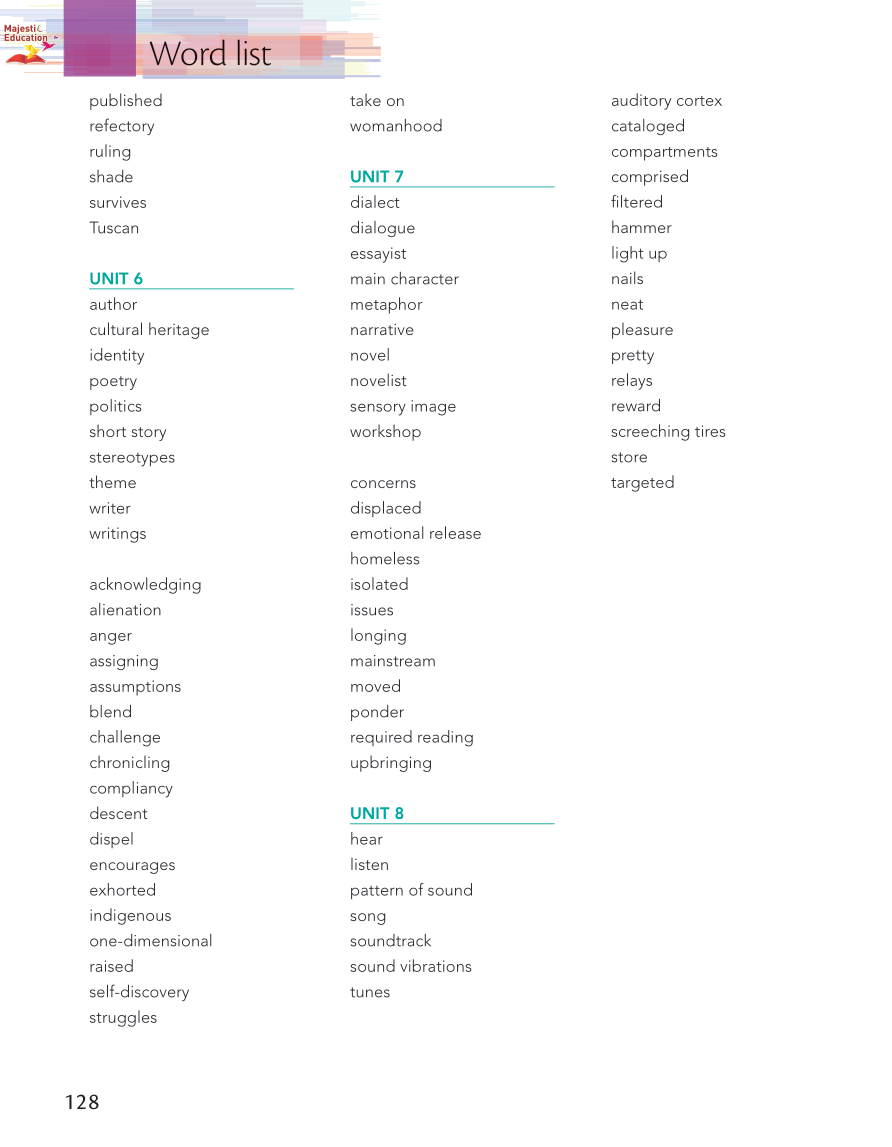 Majestic
Education
Word list
published
refectory
ruling
shade
survives
Tuscan
UNIT 6
author
cultural heritage
identity
poetry
politics
short story
stereotypes
theme
writer
writings
acknowledging
alienation
anger
assigning
assumptions
blend
challenge
chronicling
compliancy
descent
dispel
encourages
exhorted
indigenous
one-dimensional
raised
self-discovery
struggles
take on
womanhood
UNIT 7
dialect
dialogue
essayist
main character
metaphor
narrative
novel
novelist
sensory image
workshop
concerns
displaced
emotional release
homeless
isolated
issues
longing
mainstream
moved
ponder
required reading
upbringing
UNIT 8
hear
listen
pattern of sound
song
soundtrack
sound vibrations
tunes
auditory cortex
cataloged
compartments
comprised
filtered
hammer
light up
nails
neat
pleasure
pretty
relays
reward
screeching tires
store
targeted
128